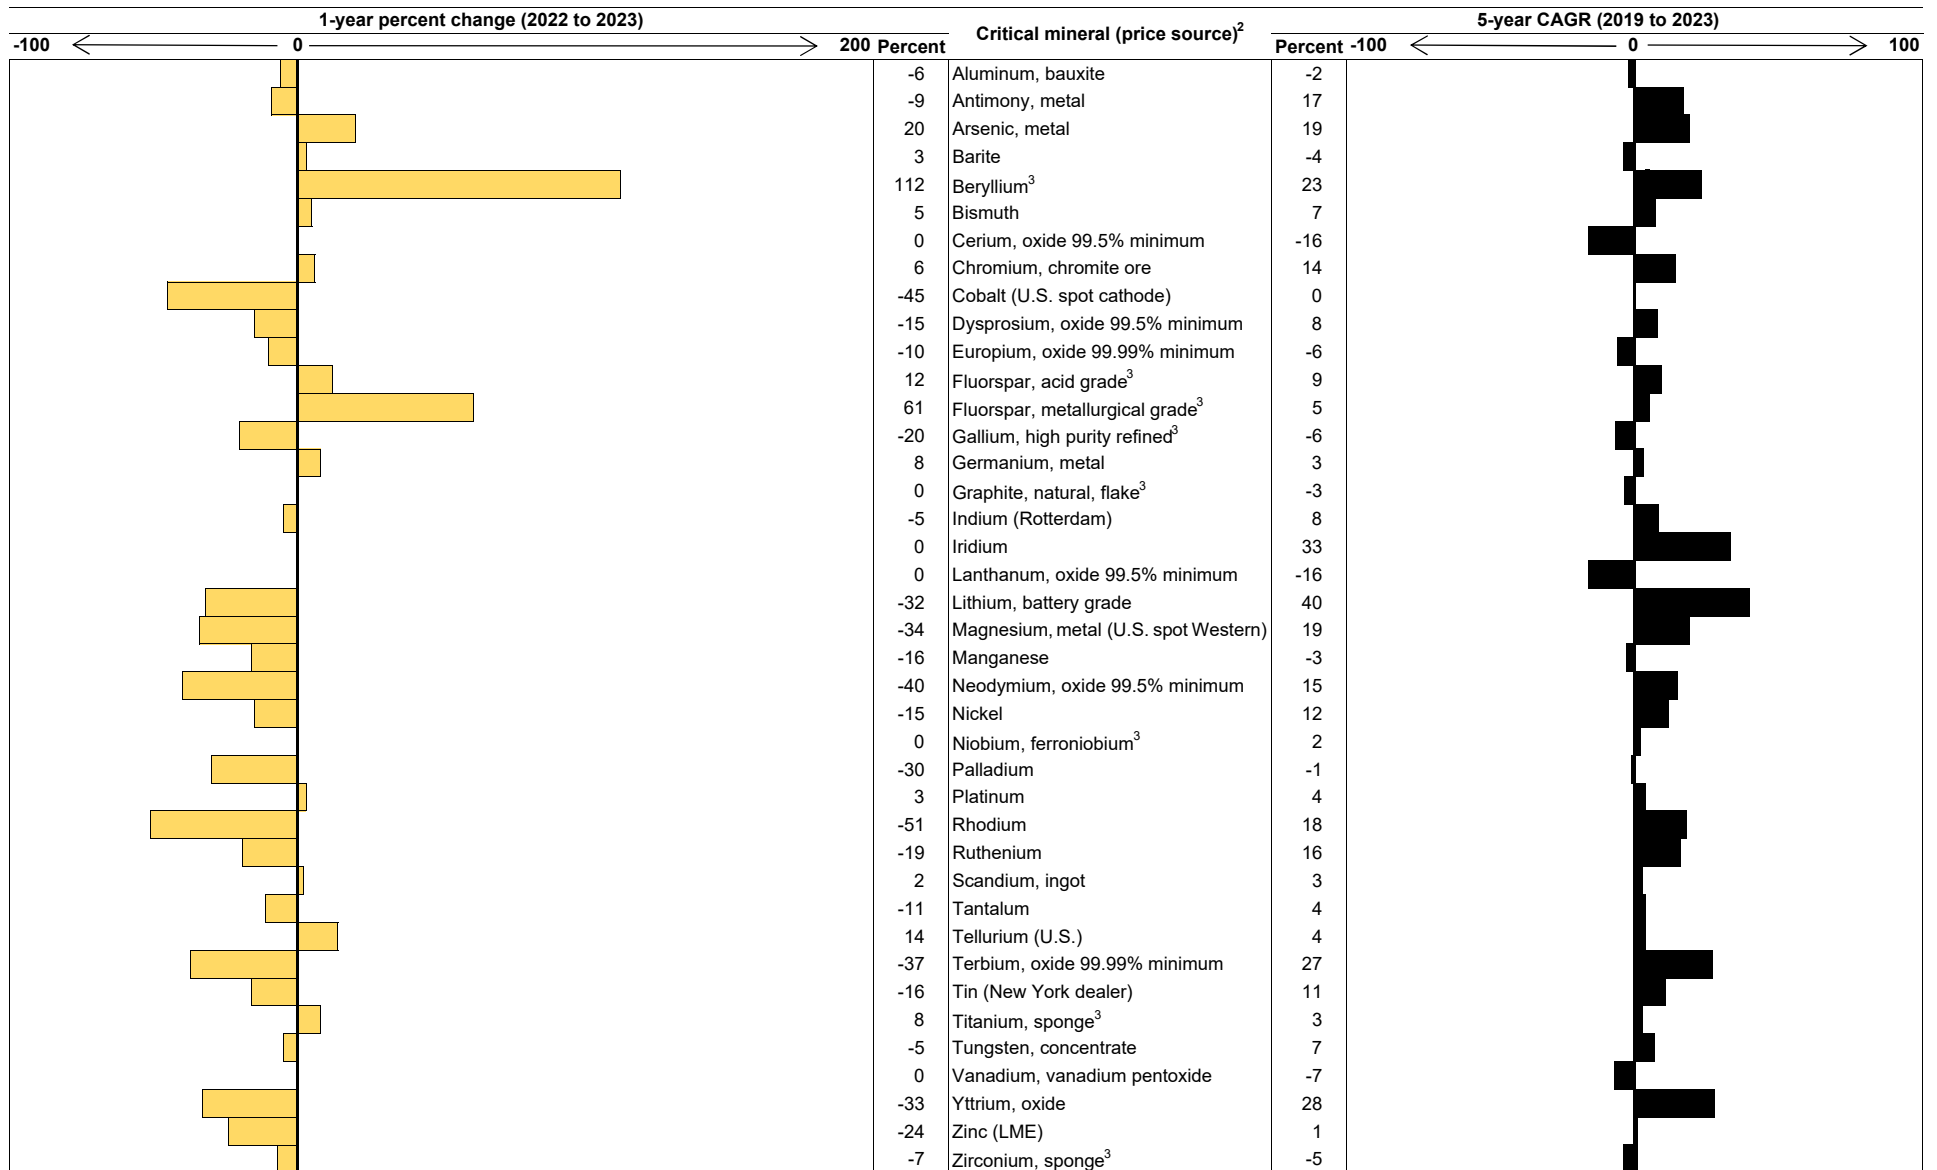 1-year percent change (2022 to 2023) Critical mineral (price source)2 5-year CAGR (2019 to 2023)
-100 0 200 Percent Percent -100 0 100
-6 Aluminum, bauxite -2
-9 Antimony, metal 17
20 Arsenic, metal 19
3 Barite -4
112 Beryllium3 23
5 Bismuth 7
0 Cerium, oxide 99.5% minimum -16
6 Chromium, chromite ore 14
-45 Cobalt (U.S. spot cathode) 0
-15 Dysprosium, oxide 99.5% minimum 8
-10 Europium, oxide 99.99% minimum -6
12 Fluorspar, acid grade3 9
61 Fluorspar, metallurgical grade3 5
-20 Gallium, high purity refined3 -6
8 Germanium, metal 3
0 Graphite, natural, flake3 -3
-5 Indium (Rotterdam) 8
0 Iridium 33
0 Lanthanum, oxide 99.5% minimum -16
-32 Lithium, battery grade 40
-34 Magnesium, metal (U.S. spot Western) 19
-16 Manganese -3
-40 Neodymium, oxide 99.5% minimum 15
-15 Nickel 12
0 Niobium, ferroniobium3 2
-30 Palladium -1
3 Platinum 4
-51 Rhodium 18
-19 Ruthenium 16
2 Scandium, ingot 3
-11 Tantalum 4
14 Tellurium (U.S.) 4
-37 Terbium, oxide 99.99% minimum 27
-16 Tin (New York dealer) 11
8 Titanium, sponge3 3
-5 Tungsten, concentrate 7
0 Vanadium, vanadium pentoxide -7
-33 Yttrium, oxide 28
-24 Zinc (LME) 1
-7 Zirconium, sponge3 -5